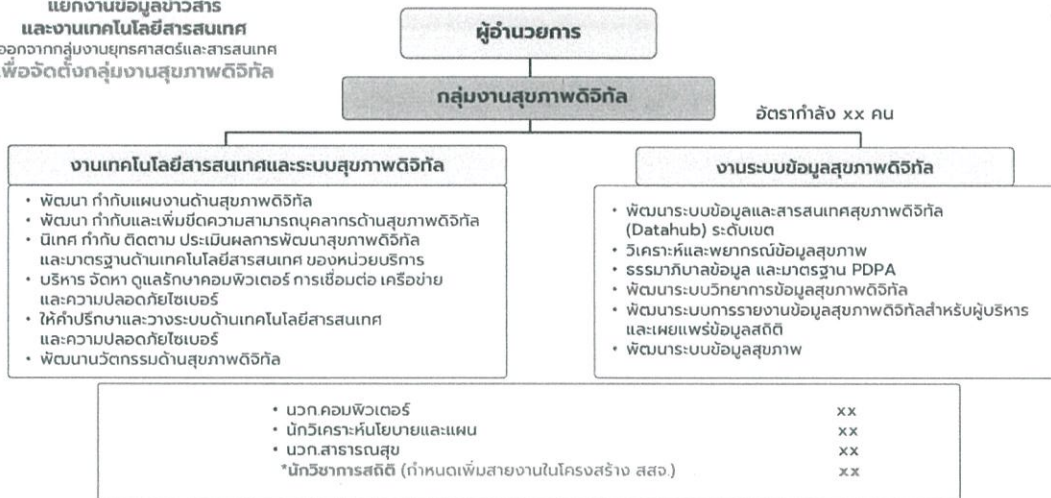 แยกงานข้อมูลข่าวสาร
และงานเทคโนโลยีสารสนเทศ
ออกจากกลุ่มงานยุทธศาสตร์และสารสนเทศ
เพื่อจัดตั้งกลุ่มงานสุขภาพดิจิทัล
ผู้อำนวยการ
กลุ่มงานสุขภาพดิจิทัล
อัตรากำลัง xx คน
งานเทคโนโลยีสารสนเทศและระบบสุขภาพดิจิทัล
• พัฒนา กำกับแผนงานด้านสุขภาพดิจิทัล
• พัฒนา กำกับและเพิ่มขีดความสามารถบุคลากรด้านสุขภาพดิจิทัล
• นิเทศ กำกับ ติดตาม ประเมินผลการพัฒนาสุขภาพดิจิทัล
และมาตรฐานด้านเทคโนโลยีสารสนเทศ ของหน่วยบริการ
• บริหาร จัดหา ดูแลรักษาคอมพิวเตอร์ การเชื่อมต่อ เครือข่าย
และความปลอดภัยไซเบอร์
• ให้คำปรึกษาและวางระบบด้านเทคโนโลยีสารสนเทศ
และความปลอดภัยไซเบอร์
• พัฒนานวัตกรรมด้านสุขภาพดิจิทัล
งานระบบข้อมูลสุขภาพดิจิทัล
• พัฒนาระบบข้อมูลและสารสนเทศสุขภาพดิจิทัล
(Datahub) ระดับเขต
• วิเคราะห์และพยากรณ์ข้อมูลสุขภาพ
• ธรรมาภิบาลข้อมูล และมาตรฐาน PDPA
• พัฒนาระบบวิทยาการข้อมูลสุขภาพดิจิทัล
• พัฒนาระบบการรายงานข้อมูลสุขภาพดิจิทัลสำหรับผู้บริหาร
และเผยแพร่ข้อมูลสถิติ
• พัฒนาระบบข้อมูลสุขภาพ
• นวก.คอมพิวเตอร์ xx
• นักวิเคราะห์นโยบายและแผน xx
• นวก.สาธารณสุข xx
*นักวิชาการสถิติ (กำหนดเพิ่มสายงานในโครงสร้าง สสจ.) xx